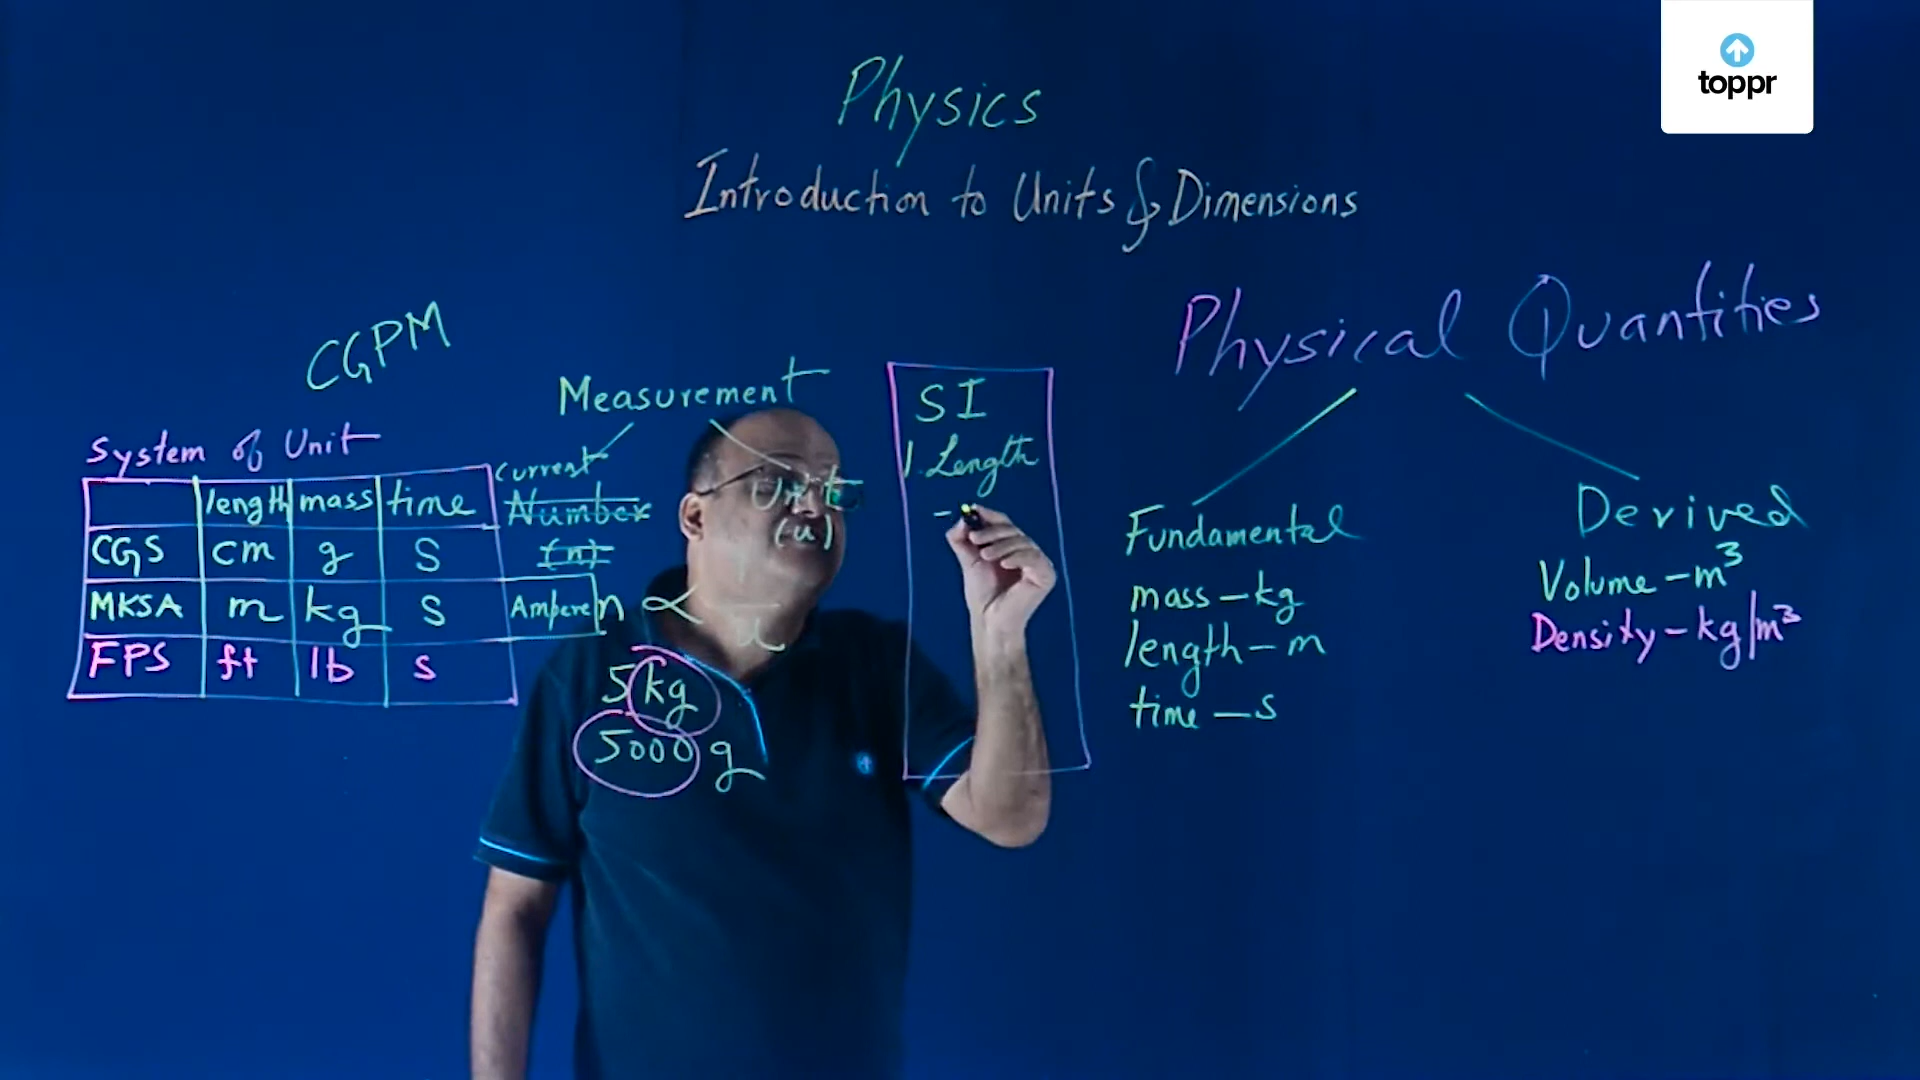 toppr
Physics
Introduction to Units & Dimensions
CGPM
System of Unit
length mass time Current
CGS cm g S
MKSA m kg S Ampere
FPS ft lb s
Measurement
Number Unit
(n) (u)
n ∝ 1/u
5 kg
5000 g
SI
1. Length
-
Physical Quantities
Fundamental
mass - kg
length - m
time - s
Derived
Volume - m³
Density - kg/m³